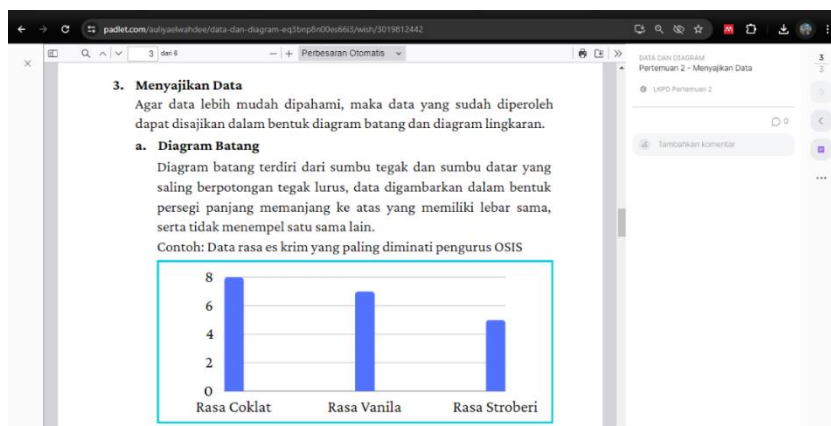 padlet.com/auliyaelwahdee/data-dan-diagram-eq3bnp8n00es66i3/wish/3019812442
3 dari 6
Perbesaran Otomatis
3. Menyajikan Data
Agar data lebih mudah dipahami, maka data yang sudah diperoleh
dapat disajikan dalam bentuk diagram batang dan diagram lingkaran.
a. Diagram Batang
Diagram batang terdiri dari sumbu tegak dan sumbu datar yang
saling berpotongan tegak lurus, data digambarkan dalam bentuk
persegi panjang memanjang ke atas yang memiliki lebar sama,
serta tidak menempel satu sama lain.
Contoh: Data rasa es krim yang paling diminati pengurus OSIS
8
6
4
2
0
Rasa Coklat Rasa Vanila Rasa Stroberi
DATA DAN DIAGRAM
Pertemuan 2 - Menyajikan Data
LKPD Pertemuan 2
0
Tambahkan komentar
3
3